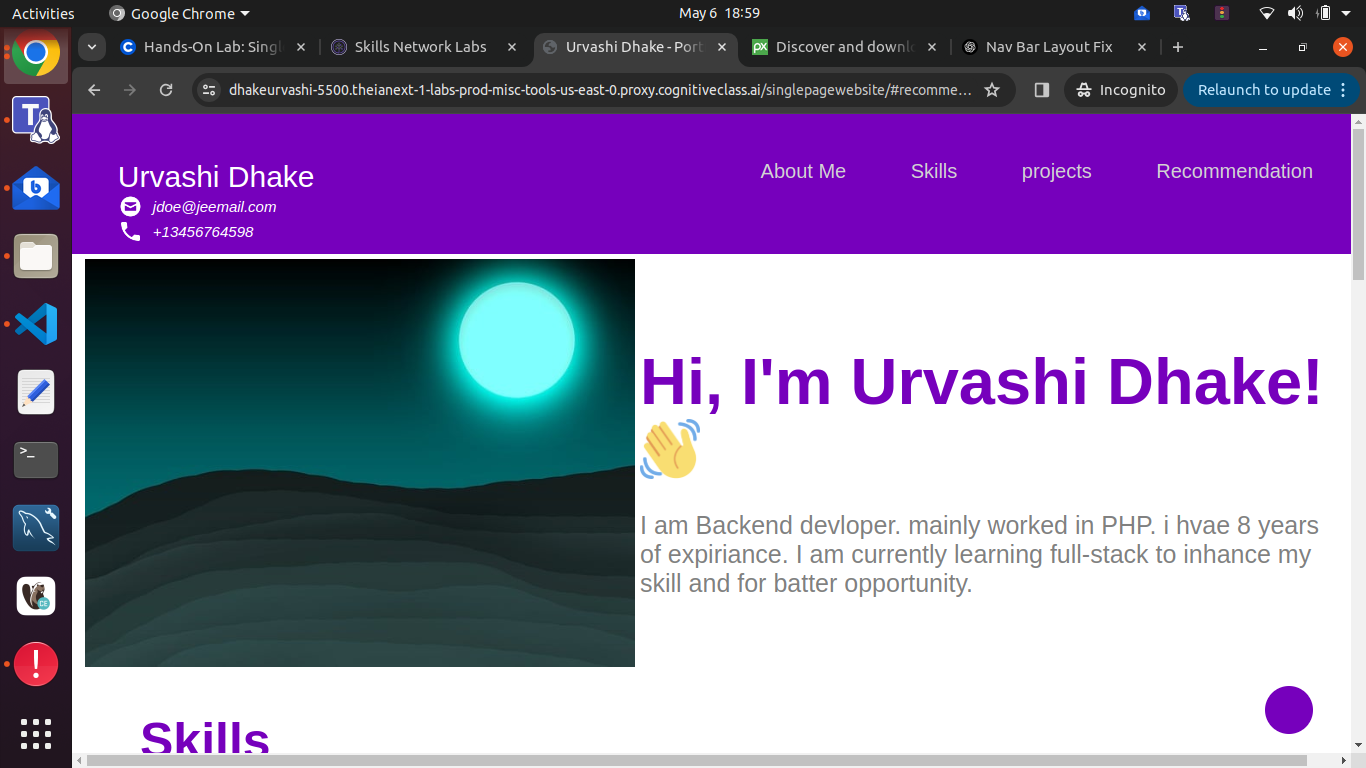 Activities
Google Chrome
May 6 18:59
Hands-On Lab: Singl
Skills Network Labs
Urvashi Dhake - Port
Discover and downl
Nav Bar Layout Fix
dhakeurvashi-5500.theianext-1-labs-prod-misc-tools-us-east-0.proxy.cognitiveclass.ai/singlepagewebsite/#recomme…
Incognito
Relaunch to update
Urvashi Dhake
jdoe@jeemail.com
+13456764598
About Me
Skills
projects
Recommendation
Hi, I'm Urvashi Dhake!
I am Backend devloper. mainly worked in PHP. i hvae 8 years
of expiriance. I am currently learning full-stack to inhance my
skill and for batter opportunity.
Skills